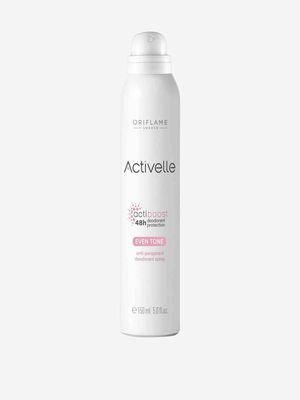 ORIFLAME
SWEDEN
Activelle
actiboost
48h deodorant
protection
EVEN TONE
anti-perspirant
deodorant spray
℮ 150 ml 5.0 fl.oz.